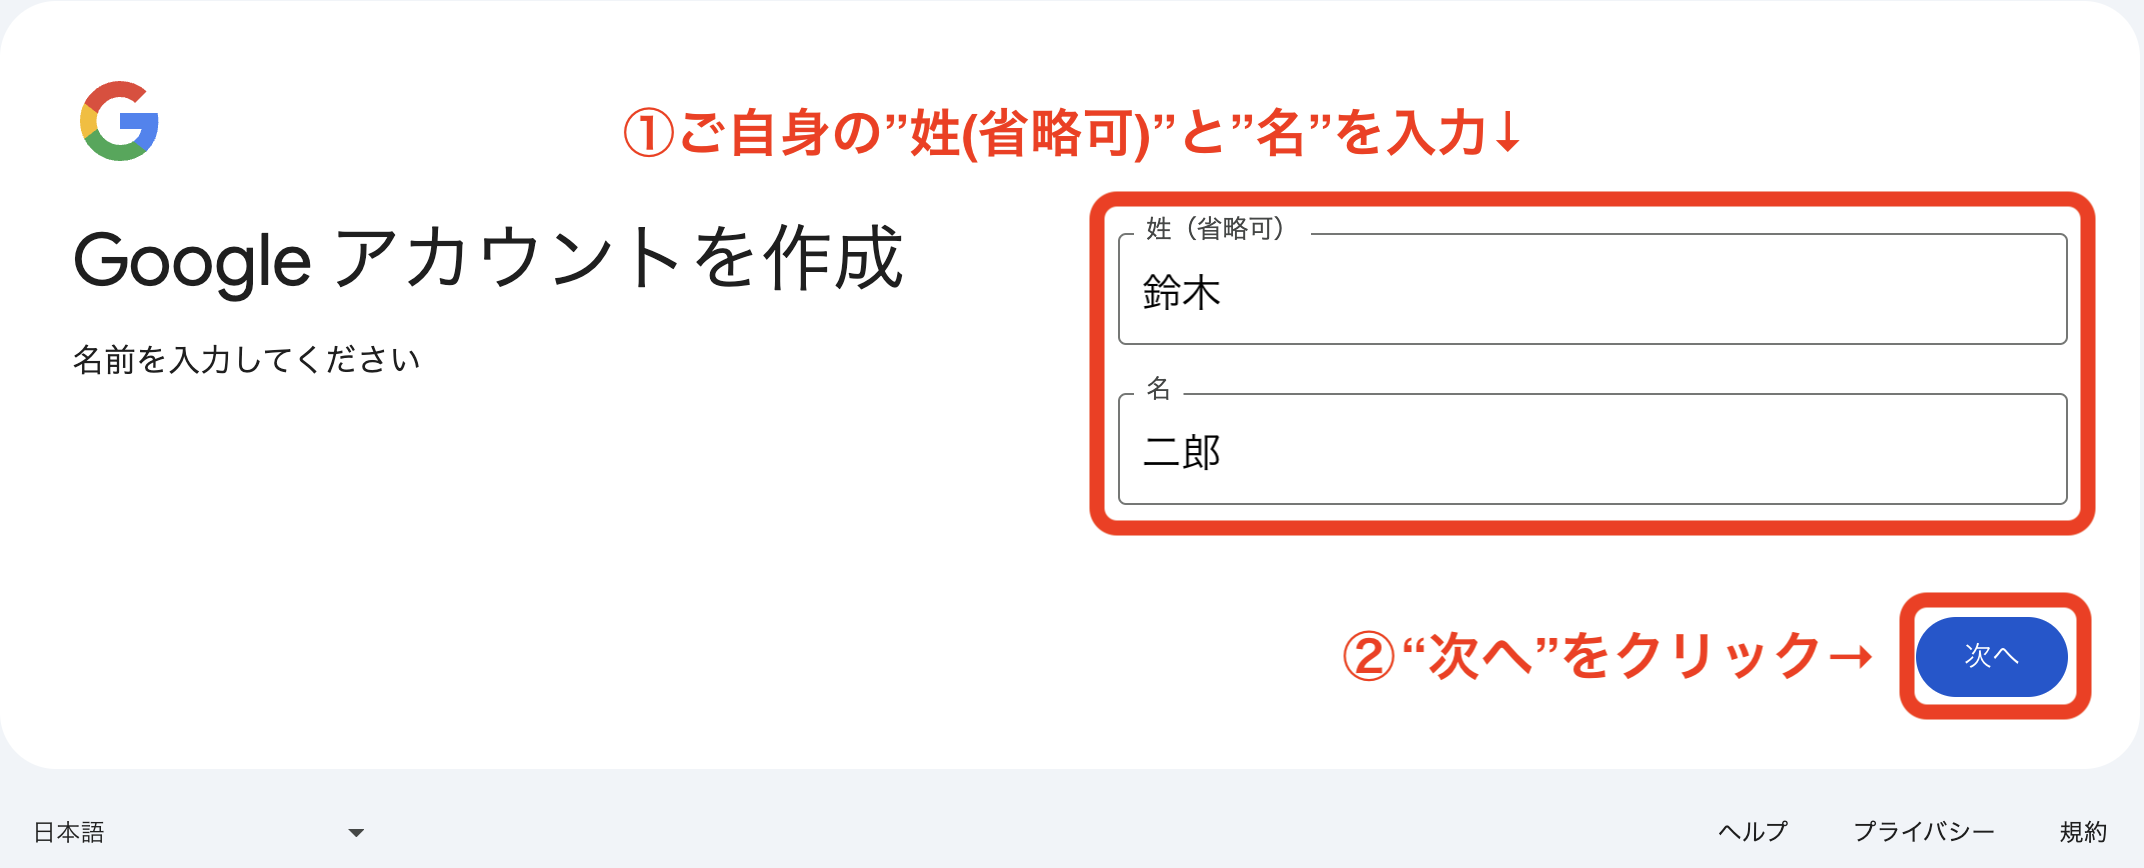 ①ご自身の”姓(省略可)”と”名”を入力↓
Google アカウントを作成
名前を入力してください
姓（省略可）
鈴木
名
二郎
②“次へ”をクリック→
次へ
日本語
ヘルプ
プライバシー
規約